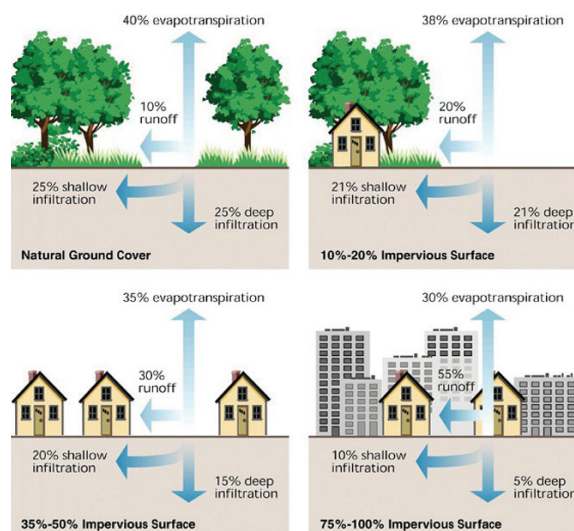 40% evapotranspiration
10%
runoff
25% shallow
infiltration
25% deep
infiltration
Natural Ground Cover
38% evapotranspiration
20%
runoff
21% shallow
infiltration
21% deep
infiltration
10%-20% Impervious Surface
35% evapotranspiration
30%
runoff
20% shallow
infiltration
15% deep
infiltration
35%-50% Impervious Surface
30% evapotranspiration
55%
runoff
10% shallow
infiltration
5% deep
infiltration
75%-100% Impervious Surface